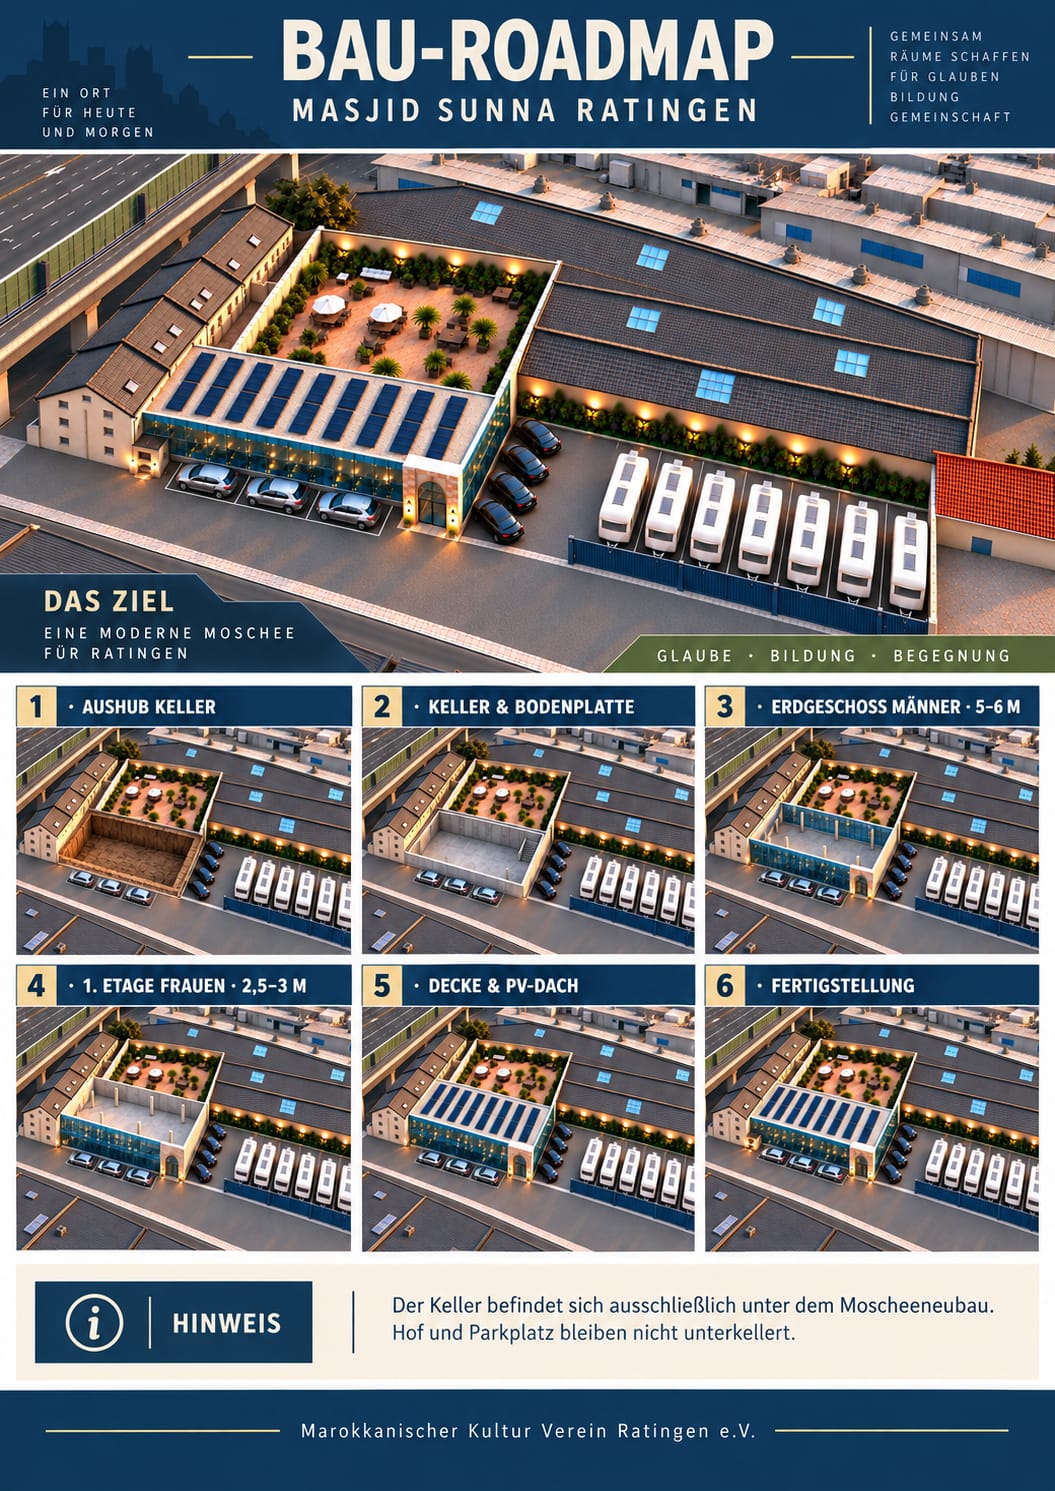 EIN ORT
FÜR HEUTE
UND MORGEN
BAU-ROADMAP
MASJID SUNNA RATINGEN
GEMEINSAM
RÄUME SCHAFFEN
FÜR GLAUBEN
BILDUNG
GEMEINSCHAFT
DAS ZIEL
EINE MODERNE MOSCHEE
FÜR RATINGEN
GLAUBE · BILDUNG · BEGEGNUNG
1 · AUSHUB KELLER
2 · KELLER & BODENPLATTE
3 · ERDGESCHOSS MÄNNER · 5–6 M
4 · 1. ETAGE FRAUEN · 2,5–3 M
5 · DECKE & PV-DACH
6 · FERTIGSTELLUNG
i HINWEIS
Der Keller befindet sich ausschließlich unter dem Moscheeneubau.
Hof und Parkplatz bleiben nicht unterkellert.
Marokkanischer Kultur Verein Ratingen e.V.